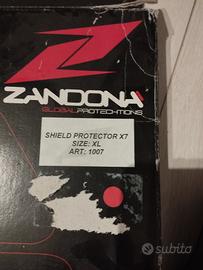 ZANDONA
GLOBAL PROTECHTIONS
SHIELD PROTECTOR X7
SIZE: XL
ART: 1007
subito